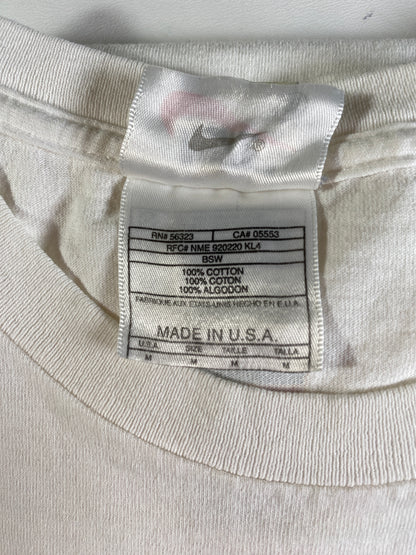 ®
RN# 56323 CA# 05553
RFC# NME 920220 KL4
BSW
100% COTTON
100% COTON
100% ALGODON
FABRIQUE AUX ETATS-UNIS HECHO EN E.U.A.
MADE IN U.S.A.
U.S.A. SIZE TAILLE TALLA
M M M M